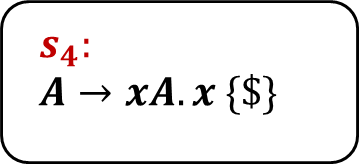 s₄:
A → xA. x {$}